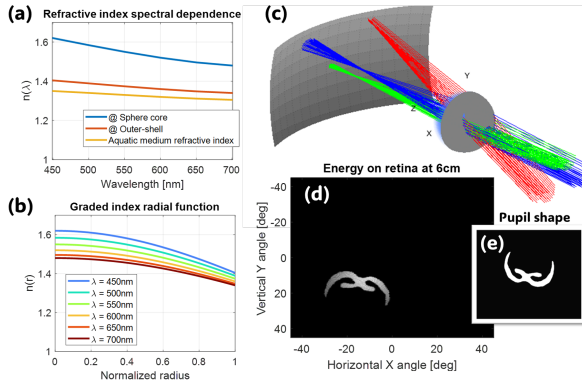 (a)
Refractive index spectral dependence
n(λ)
1.6
1.4
1.2
1
450
500
550
600
650
700
Wavelength [nm]
@ Sphere core
@ Outer-shell
Aquatic medium refractive index
(b)
Graded index radial function
n(r)
1.6
1.4
1.2
1
0
0.2
0.4
0.6
0.8
1
Normalized radius
λ = 450nm
λ = 500nm
λ = 550nm
λ = 600nm
λ = 650nm
λ = 700nm
(c)
Y
Z
X
Energy on retina at 6cm
(d)
Vertical Y angle [deg]
-40
-20
0
20
40
-40
-20
0
20
40
Horizontal X angle [deg]
Pupil shape
(e)